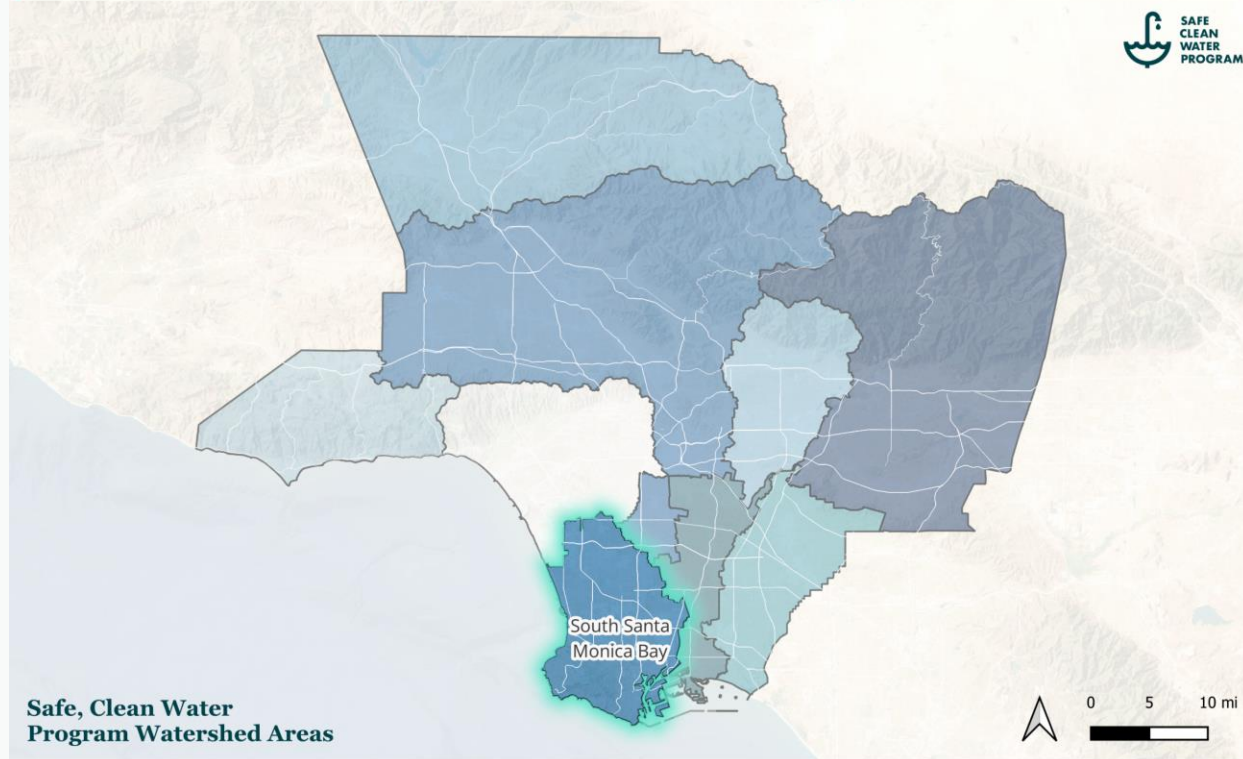 SAFE
CLEAN
WATER
PROGRAM
South Santa
Monica Bay
Safe, Clean Water
Program Watershed Areas
0 5 10 mi